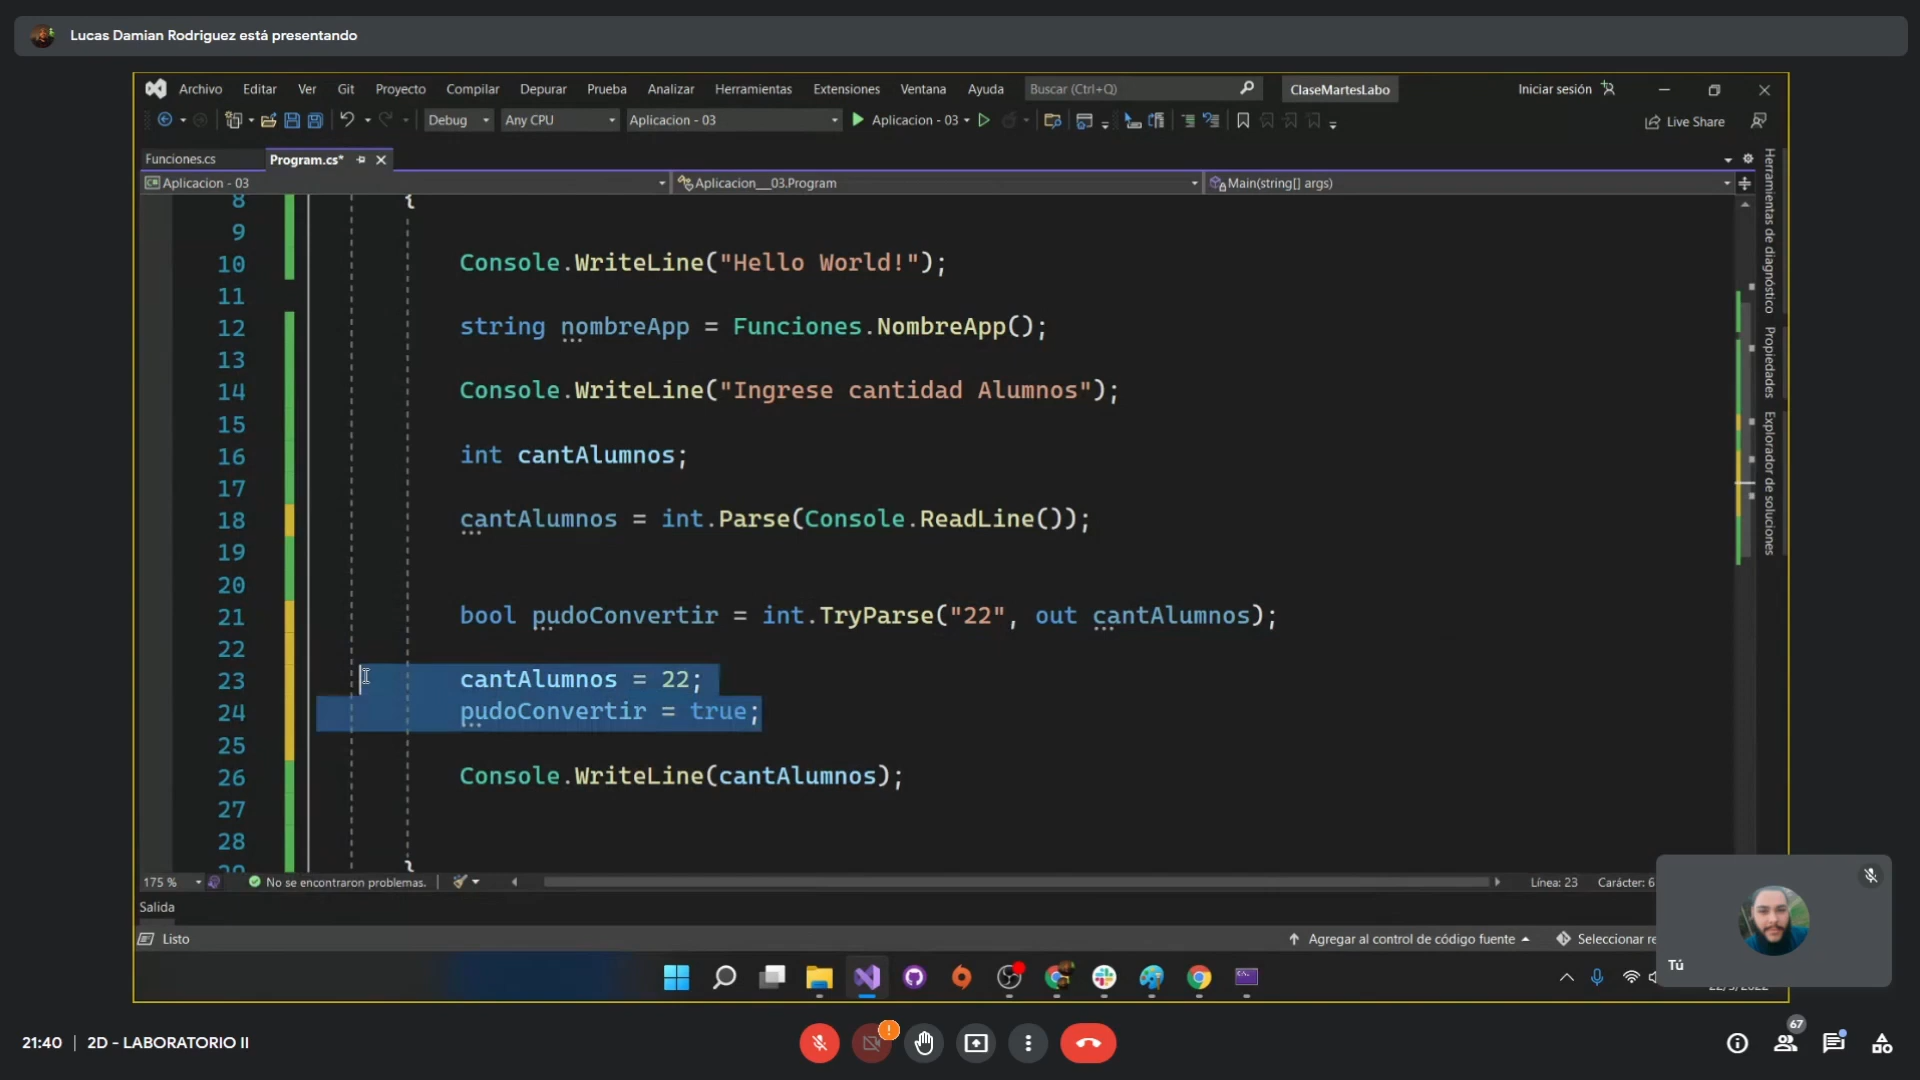 Lucas Damian Rodriguez está presentando
Archivo Editar Ver Git Proyecto Compilar Depurar Prueba Analizar Herramientas Extensiones Ventana Ayuda Buscar (Ctrl+Q) ClaseMartesLabo Iniciar sesión
Debug Any CPU Aplicacion - 03 Aplicacion - 03 Live Share
Funciones.cs Program.cs*
Aplicacion - 03 Aplicacion__03.Program Main(string[] args)
Herramientas de diagnóstico
Propiedades
Explorador de soluciones
8 {
9
10 Console.WriteLine("Hello World!");
11
12 string nombreApp = Funciones.NombreApp();
13
14 Console.WriteLine("Ingrese cantidad Alumnos");
15
16 int cantAlumnos;
17
18 cantAlumnos = int.Parse(Console.ReadLine());
19
20
21 bool pudoConvertir = int.TryParse("22", out cantAlumnos);
22
23 cantAlumnos = 22;
24 pudoConvertir = true;
25
26 Console.WriteLine(cantAlumnos);
27
28
}
175 % No se encontraron problemas. Línea: 23 Carácter: 6
Salida
Listo Agregar al control de código fuente Seleccionar re
Tú
21:40 2D - LABORATORIO II
67